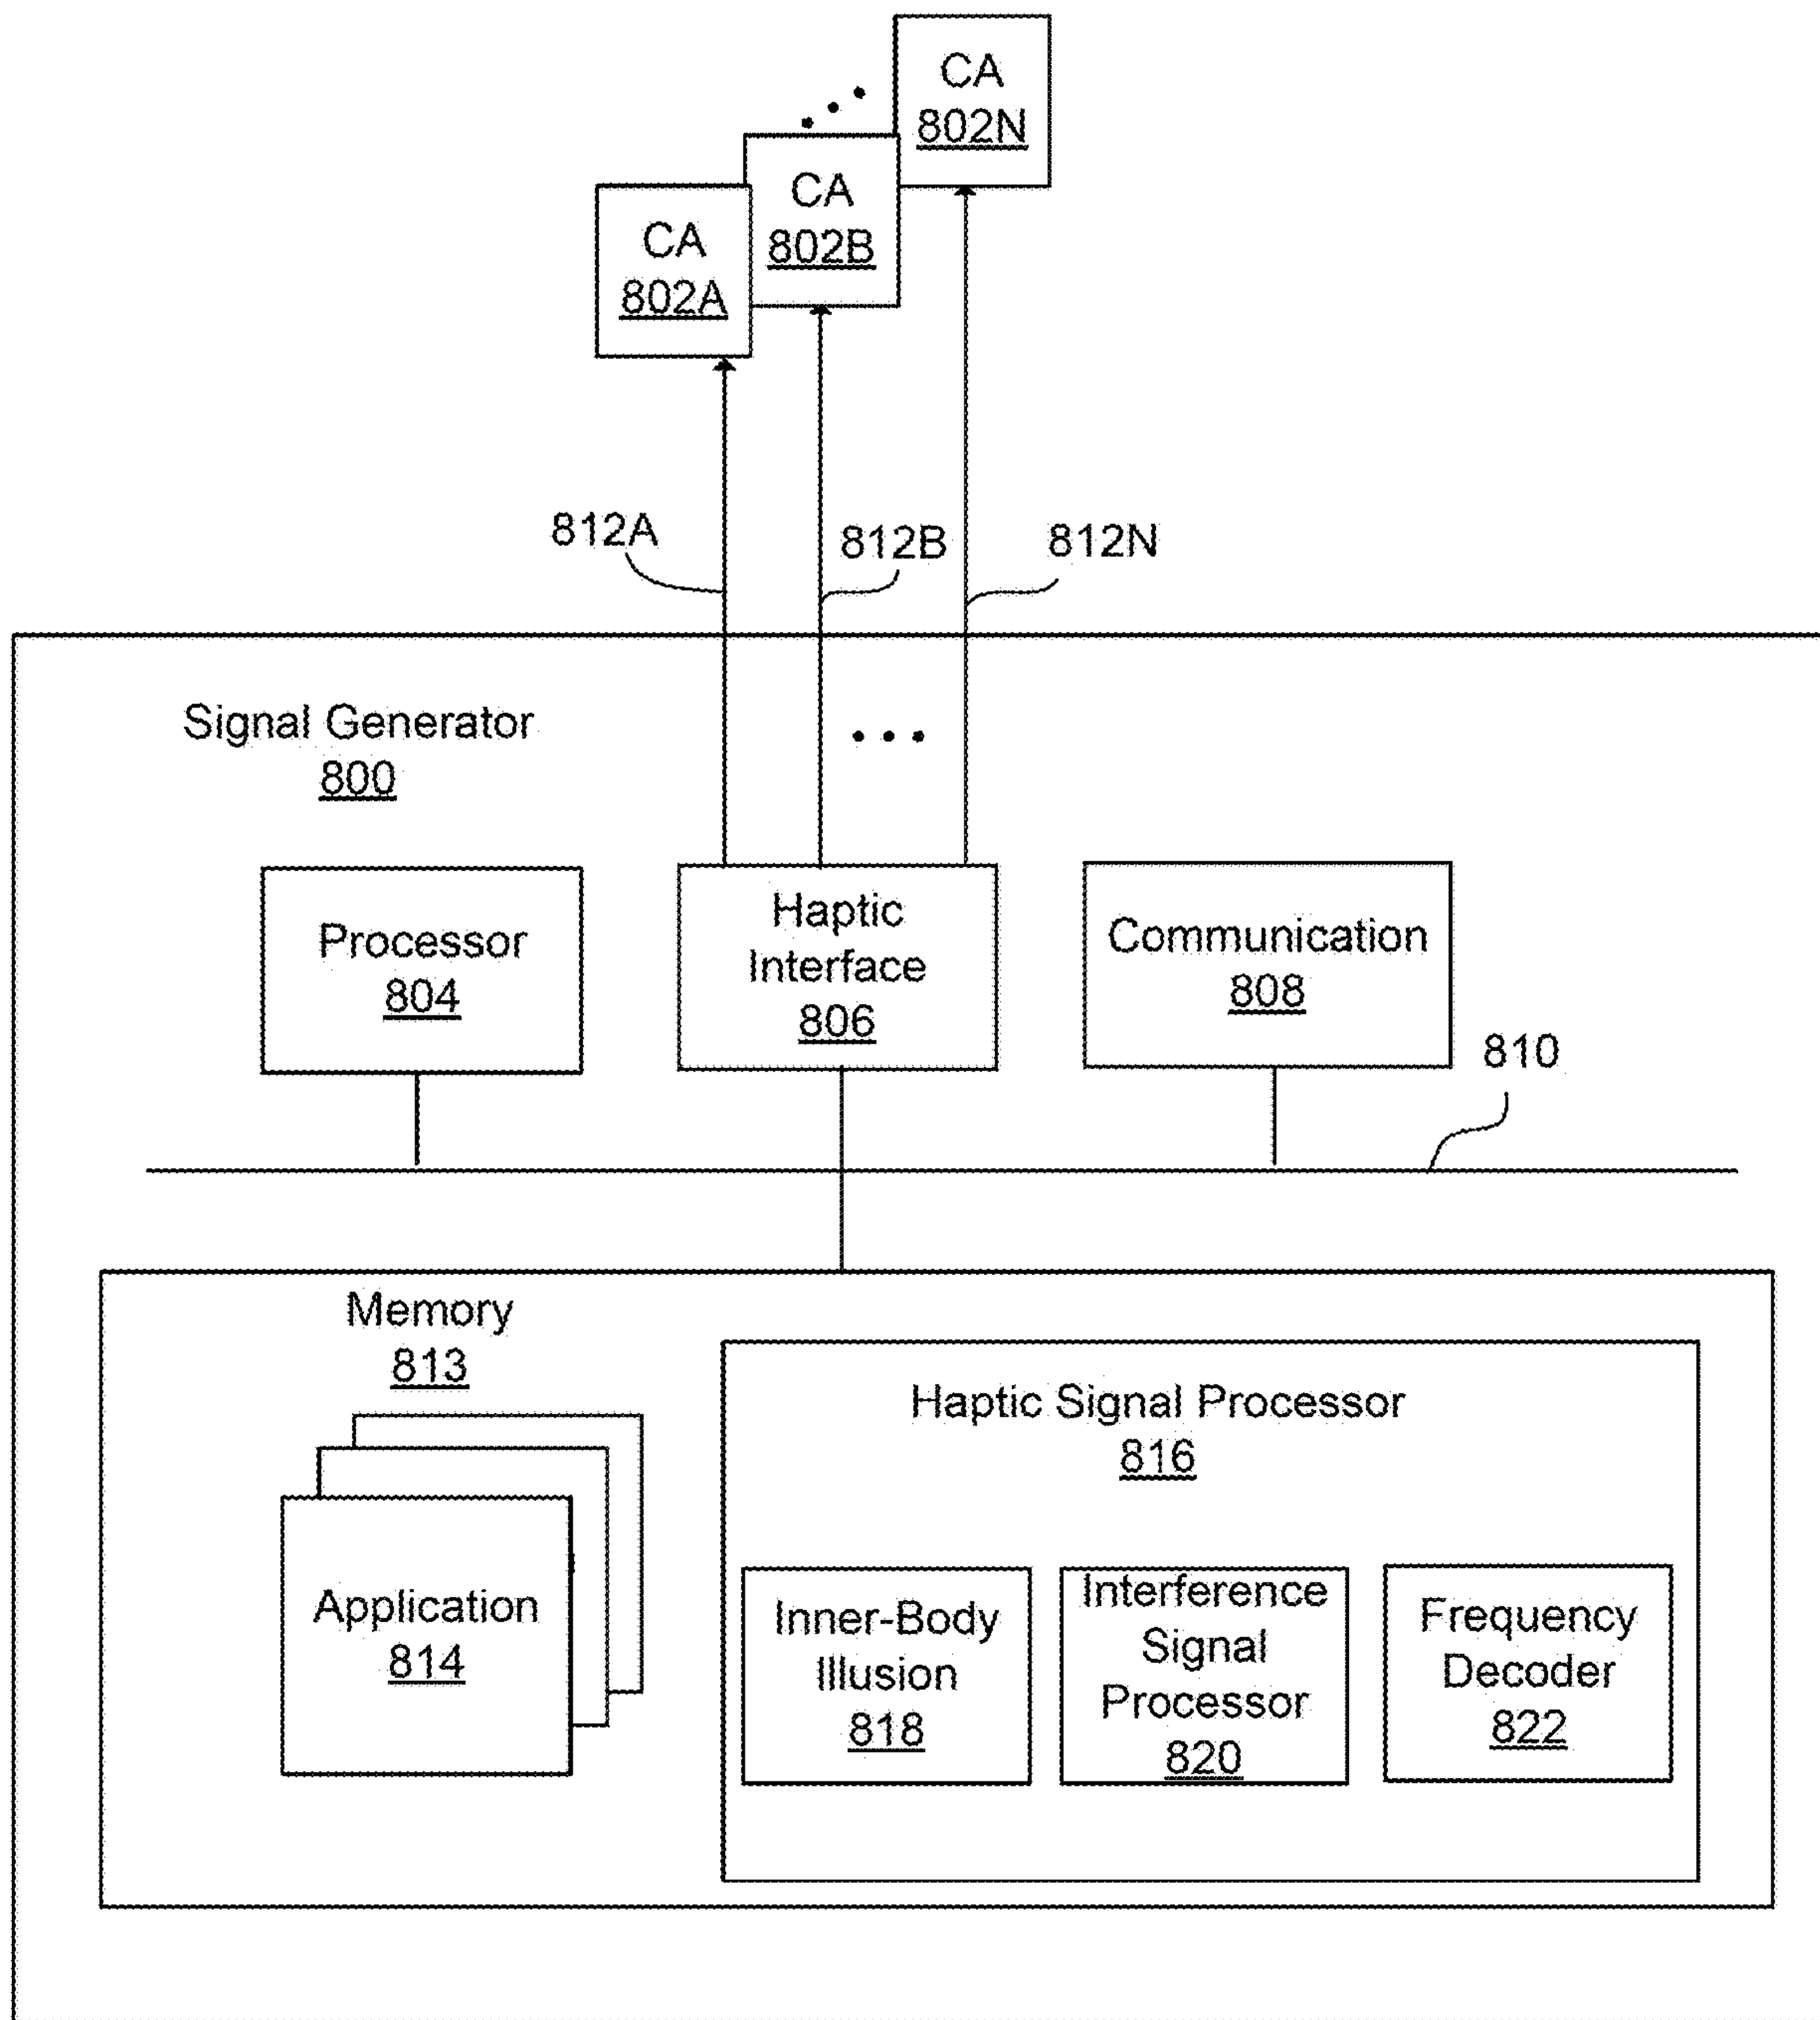 CA
802N
CA
802B
CA
802A
812A
812B
812N
Signal Generator
800
Processor
804
Haptic
Interface
806
Communication
808
810
Memory
813
Haptic Signal Processor
816
Application
814
Inner-Body
Illusion
818
Interference
Signal
Processor
820
Frequency
Decoder
822